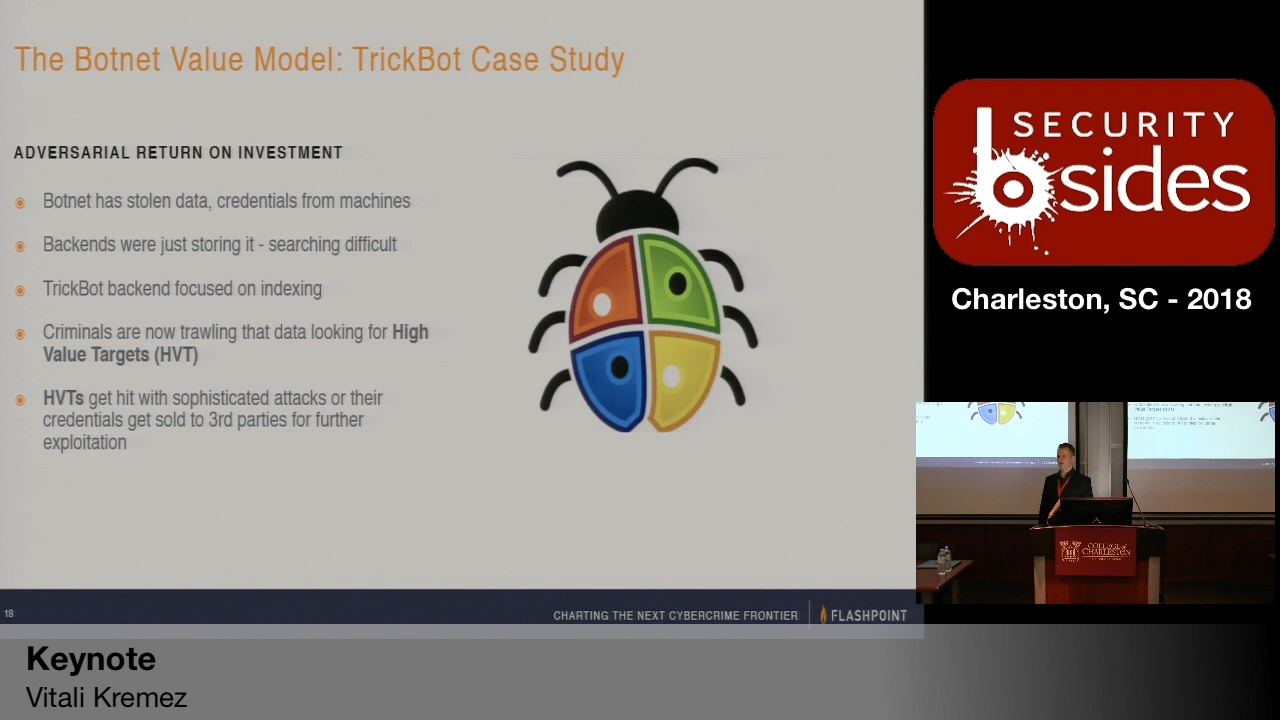 The Botnet Value Model: TrickBot Case Study
ADVERSARIAL RETURN ON INVESTMENT
Botnet has stolen data, credentials from machines
Backends were just storing it - searching difficult
TrickBot backend focused on indexing
Criminals are now trawling that data looking for High
Value Targets (HVT)
HVTs get hit with sophisticated attacks or their
credentials get sold to 3rd parties for further
exploitation
18
CHARTING THE NEXT CYBERCRIME FRONTIER
FLASHPOINT
SECURITY
bsides
Charleston, SC - 2018
COLLEGE of
CHARLESTON
Keynote
Vitali Kremez